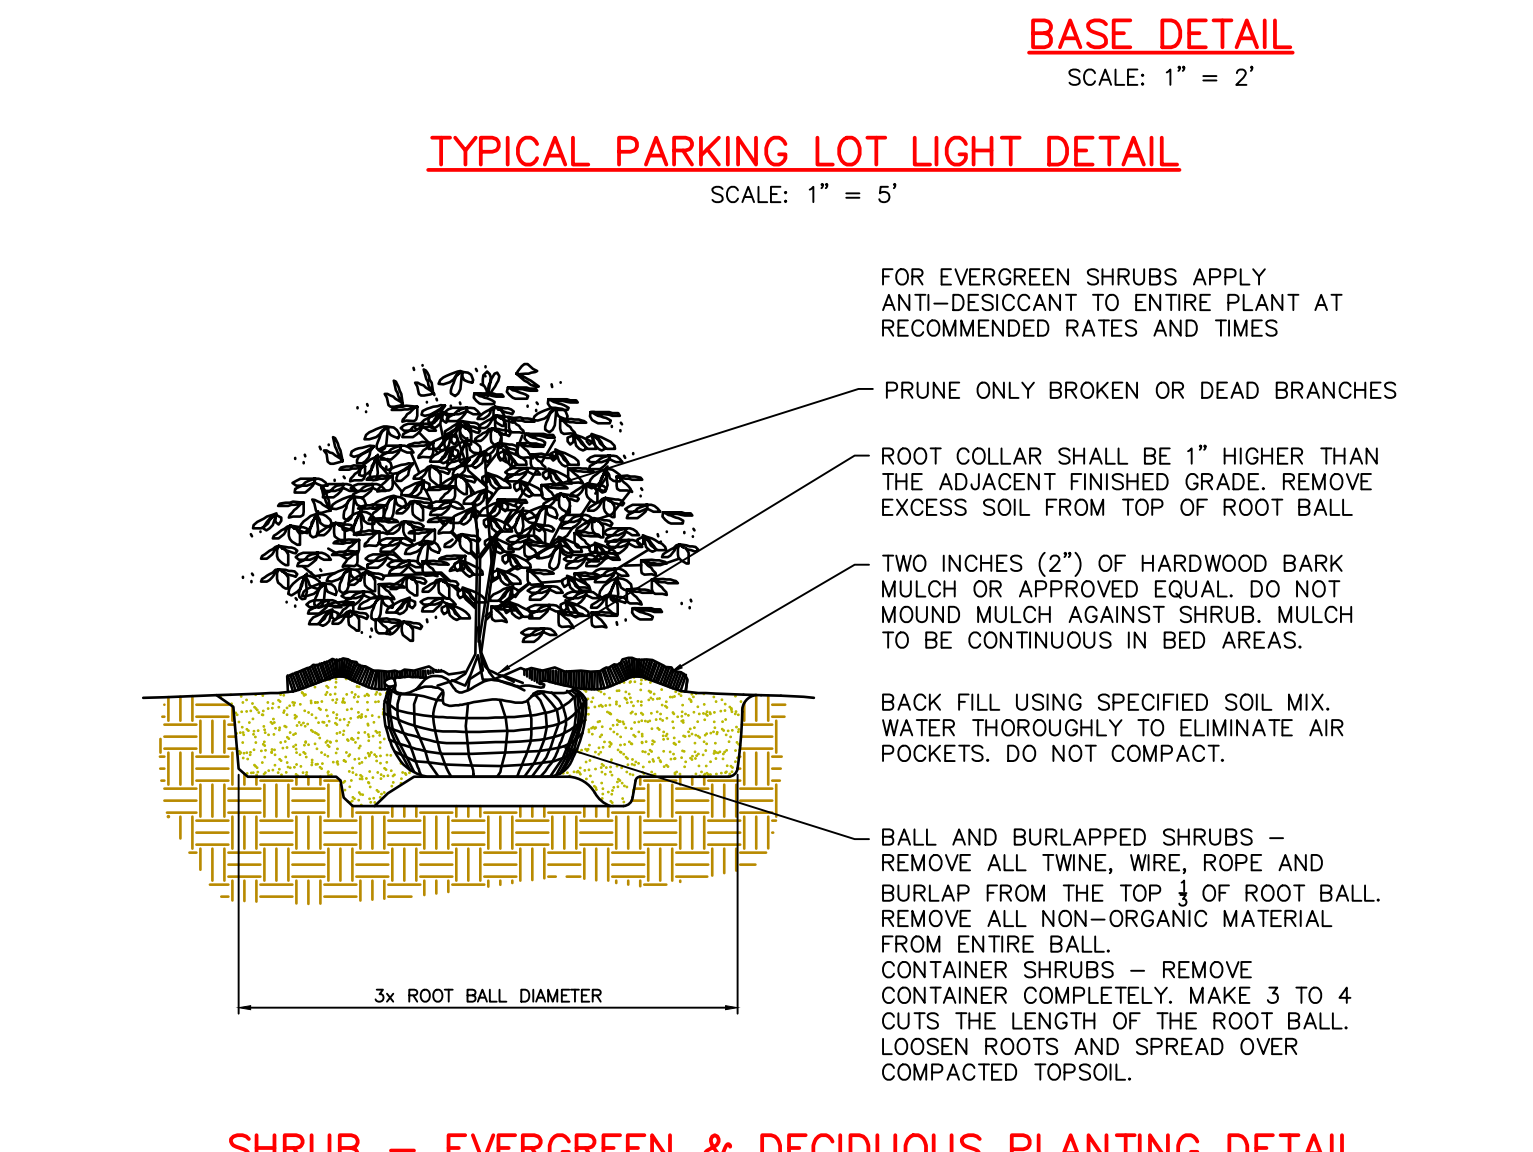 BASE DETAIL
SCALE: 1" = 2'
TYPICAL PARKING LOT LIGHT DETAIL
SCALE: 1" = 5'
FOR EVERGREEN SHRUBS APPLY
ANTI-DESICCANT TO ENTIRE PLANT AT
RECOMMENDED RATES AND TIMES
PRUNE ONLY BROKEN OR DEAD BRANCHES
ROOT COLLAR SHALL BE 1" HIGHER THAN
THE ADJACENT FINISHED GRADE. REMOVE
EXCESS SOIL FROM TOP OF ROOT BALL
TWO INCHES (2") OF HARDWOOD BARK
MULCH OR APPROVED EQUAL. DO NOT
MOUND MULCH AGAINST SHRUB. MULCH
TO BE CONTINUOUS IN BED AREAS.
BACK FILL USING SPECIFIED SOIL MIX.
WATER THOROUGHLY TO ELIMINATE AIR
POCKETS. DO NOT COMPACT.
BALL AND BURLAPPED SHRUBS -
REMOVE ALL TWINE, WIRE, ROPE AND
BURLAP FROM THE TOP 1/3 OF ROOT BALL.
REMOVE ALL NON-ORGANIC MATERIAL
FROM ENTIRE BALL.
CONTAINER SHRUBS - REMOVE
CONTAINER COMPLETELY. MAKE 3 TO 4
CUTS THE LENGTH OF THE ROOT BALL.
LOOSEN ROOTS AND SPREAD OVER
COMPACTED TOPSOIL.
3x ROOT BALL DIAMETER
SHRUB - EVERGREEN & DECIDUOUS PLANTING DETAIL